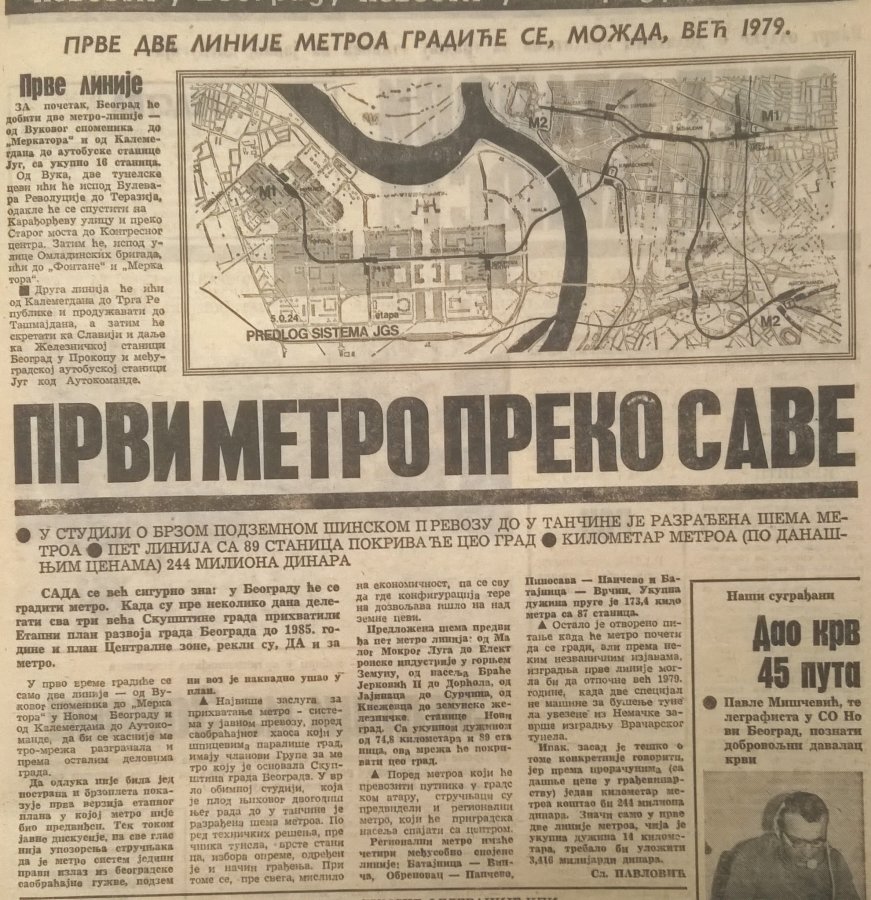 ПРВЕ ДВЕ ЛИНИЈЕ МЕТРОА ГРАДИЋЕ СЕ, МОЖДА, ВЕЋ 1979.
Прве линије
ЗА почетак, Београд ће
добити две метро-линије —
од Вуковог споменика до
„Меркатора“ и од Калемег-
дана до аутобуске станице
Југ, са укупно 16 станица.
Од Вука, две тунелске
цеви ићи ће испод Булева-
ра Револуције до Теразија,
одакле ће се спустити на
Карађорђеву улицу и преко
Старог моста до Конгресног
центра. Затим ће, испод у-
лице Омладинских бригада,
ићи до „Фонтане“ и „Мерка
тора“.
■ Друга линија ће ићи
од Калемегдана до Трга Ре
публике и продужавати до
Ташмајдана, а затим ће
скретати ка Славији и даље
ка Железничкој станици
Београд у Прокопу и међу-
градској аутобуској станици
Југ код Аутокоманде.
M2
M1
M1
M2
5.0.24
etapa
PREDLOG SISTEMA JGS
ПРВИ МЕТРО ПРЕКО САВЕ
● У СТУДИЈИ О БРЗОМ ПОДЗЕМНОМ ШИНСКОМ ПРЕВОЗУ ДО У ТАНЧИНЕ ЈЕ РАЗРАЂЕНА ШЕМА МЕ-
ТРОА ● ПЕТ ЛИНИЈА СА 89 СТАНИЦА ПОКРИВАЋЕ ЦЕО ГРАД ● КИЛОМЕТАР МЕТРОА (ПО ДАНАШ-
ЊИМ ЦЕНАМА) 244 МИЛИОНА ДИНАРА
САДА се већ сигурно зна: у Београду ће се
градити метро. Када су пре неколико дана деле-
гати сва три већа Скупштине града прихватили
Етапни план развоја града Београда до 1985. го-
дине и план Централне зоне, рекли су, ДА и за
метро.
У прво време градиће се
само две линије — од Ву-
ковог споменика до „Мерка
тора“ у Новом Београду и
од Калемегдана до Аутоко-
манде, да би се касније ме-
тро-мрежа разграчала и
према осталим деловима
града.
Да одлука није била јед
нострана и брзоплета пока-
зује прва верзија етапног
плана у којој метро није
био предвиђен. Тек током
јавне дискусије, на све глас
нија упозорења стручњака
да је метро систем једини
прави излаз из београдске
саобраћајне гужве, подзем
ни воз је накнадно ушао у
план.
▲ Највише заслуга за
прихватање метро - систе-
ма у јавном превозу, поред
саобраћајног хаоса који у
шпицевима паралише град,
имају чланови Групе за ме
тро коју је основала Скуп-
штина града Београда. У вр
ло обимној студији, која
је плод њиховог двогодиш
њег рада до у танчине је
разрађена шема метроа. По
ред техничких решења, пре
чника тунела, врсте стани
ца, избора опреме, одређен
је и начин грађења. При
томе се, пре свега, мислило
на економичност, па се сву
да где конфигурација тере
на дозвољава ишло на над
земне цеви.
Предложена шема предви
ђа пет метро линија: од Ма
лог Мокрог Луга до Елект
ронске индустрије у горњем
Земуну, од насеља Браће
Јерковић II до Дорћола, од
Јајинаца до Сурчина, од
Кнежевца до земунске же-
лезничке станице Нови
град. Са укупном дужином
од 74,8 километара и 89 ста
ница, ова мрежа ће покри-
вати цео град.
▲ Поред метроа који ће
превозити путнике у градс
ком атару, стручњаци су
предвидели и регионални
метро, који ће приградска
насеља спајати са центром.
Регионални метро имаће
четири међусобно спојене
линије: Батајница — Вин-
ча, Обреновац — Панчево,
Пиносава — Панчево и Ба-
тајница — Врчин. Укупна
дужина пруге је 173,4 кило
метра са 87 станица.
▲ Остало је отворено пи-
тање када ће метро почети
да се гради, али према не-
ким незваничним изјавама,
изградња прве линије мог-
ла би да отпочне већ 1979.
године, када две специјал
не машине за бушење туне
ла увезене из Немачке за-
врше изградњу Врачарског
тунела.
Ипак, засад је тешко о
томе конкретније говорити,
јер према прорачунима (са
дашње цене у грађевинар-
ству) један километар ме-
троа коштао би 244 милиона
динара. Значи само у прве
две линије метроа, чија је
укупна дужина 14 киломе-
тара, требало би уложити
3,416 милијарди динара.
Сл. ПАВЛОВИЋ
Наши суграђани
Дао крв
45 пута
● Павле Мишчевић, те
леграфиста у СО Но
ви Београд, познати
добровољни давалац
крви